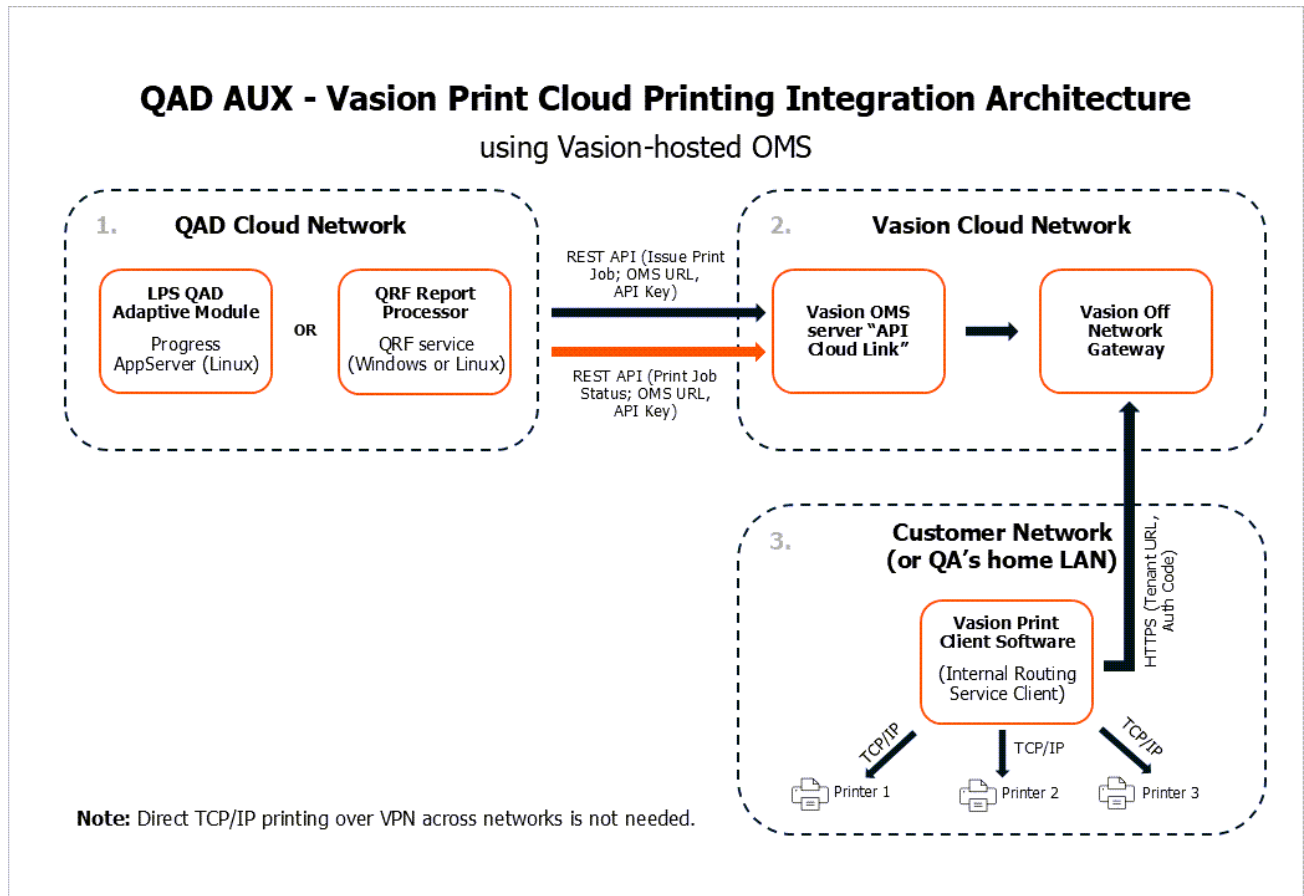 QAD AUX - Vasion Print Cloud Printing Integration Architecture
using Vasion-hosted OMS
1.
QAD Cloud Network
LPS QAD
Adaptive Module
Progress
AppServer (Linux)
OR
QRF Report
Processor
QRF service
(Windows or Linux)
REST API (Issue Print
Job; OMS URL,
API Key)
REST API (Print Job
Status; OMS URL,
API Key)
2.
Vasion Cloud Network
Vasion OMS
server “API
Cloud Link”
Vasion Off
Network
Gateway
3.
Customer Network
(or QA’s home LAN)
HTTPS (Tenant URL,
Auth Code)
Vasion Print
Client Software
(Internal Routing
Service Client)
TCP/IP
TCP/IP
TCP/IP
Printer 1
Printer 2
Printer 3
Note: Direct TCP/IP printing over VPN across networks is not needed.